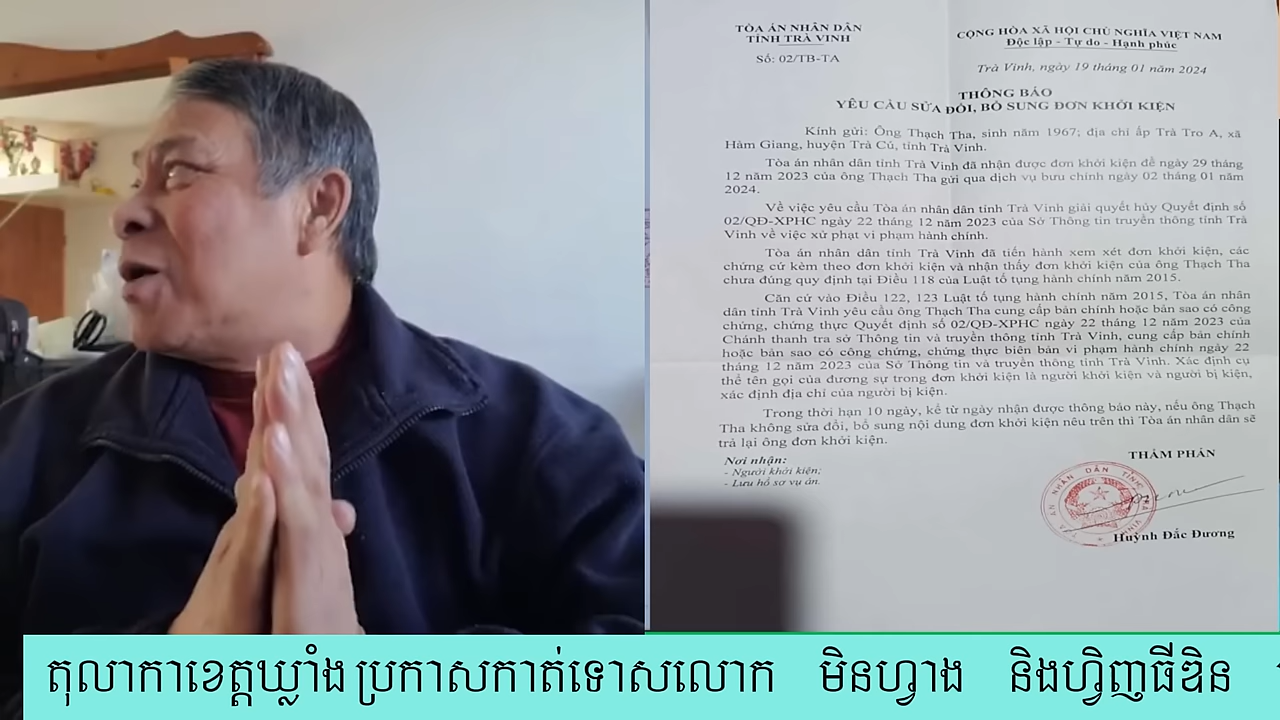 TÒA ÁN NHÂN DÂN
TỈNH TRÀ VINH
Số: 02/TB-TA
CỘNG HÒA XÃ HỘI CHỦ NGHĨA VIỆT NAM
Độc lập - Tự do - Hạnh phúc
Trà Vinh, ngày 19 tháng 01 năm 2024
THÔNG BÁO
YÊU CẦU SỬA ĐỔI, BỔ SUNG ĐƠN KHỞI KIỆN
Kính gửi: Ông Thạch Tha, sinh năm 1967; địa chỉ ấp Trà Tro A, xã
Hàm Giang, huyện Trà Cú, tỉnh Trà Vinh.
Tòa án nhân dân tỉnh Trà Vinh đã nhận được đơn khởi kiện đề ngày 29 tháng
12 năm 2023 của ông Thạch Tha gửi qua dịch vụ bưu chính ngày 02 tháng 01 năm
2024.
Về việc yêu cầu Tòa án nhân dân tỉnh Trà Vinh giải quyết hủy Quyết định số
02/QĐ-XPHC ngày 22 tháng 12 năm 2023 của Sở Thông tin truyền thông tỉnh Trà
Vinh về việc xử phạt vi phạm hành chính.
Tòa án nhân dân tỉnh Trà Vinh đã tiến hành xem xét đơn khởi kiện, các
chứng cứ kèm theo đơn khởi kiện và nhận thấy đơn khởi kiện của ông Thạch Tha
chưa đúng quy định tại Điều 118 của Luật tố tụng hành chính năm 2015.
Căn cứ vào Điều 122, 123 Luật tố tụng hành chính năm 2015, Tòa án nhân
dân tỉnh Trà Vinh yêu cầu ông Thạch Tha cung cấp bản chính hoặc bản sao có công
chứng, chứng thực Quyết định số 02/QĐ-XPHC ngày 22 tháng 12 năm 2023 của
Chánh thanh tra sở Thông tin và truyền thông tỉnh Trà Vinh, cung cấp bản chính
hoặc bản sao có công chứng, chứng thực biên bản vi phạm hành chính ngày 22
tháng 12 năm 2023 của Sở Thông tin và truyền thông tỉnh Trà Vinh. Xác định cụ
thể tên gọi của đương sự trong đơn khởi kiện là người khởi kiện và người bị kiện,
xác định địa chỉ của người bị kiện.
Trong thời hạn 10 ngày, kể từ ngày nhận được thông báo này, nếu ông Thạch
Tha không sửa đổi, bổ sung nội dung đơn khởi kiện nêu trên thì Tòa án nhân dân sẽ
trả lại ông đơn khởi kiện.
Nơi nhận:
- Người khởi kiện;
- Lưu hồ sơ vụ án.
THẨM PHÁN
Huỳnh Đắc Dương
តុលាកាខេត្តឃ្លាំង ប្រកាសកាត់ទោសលោក មិនហ្វាង និងហ្វិញធីឌិន